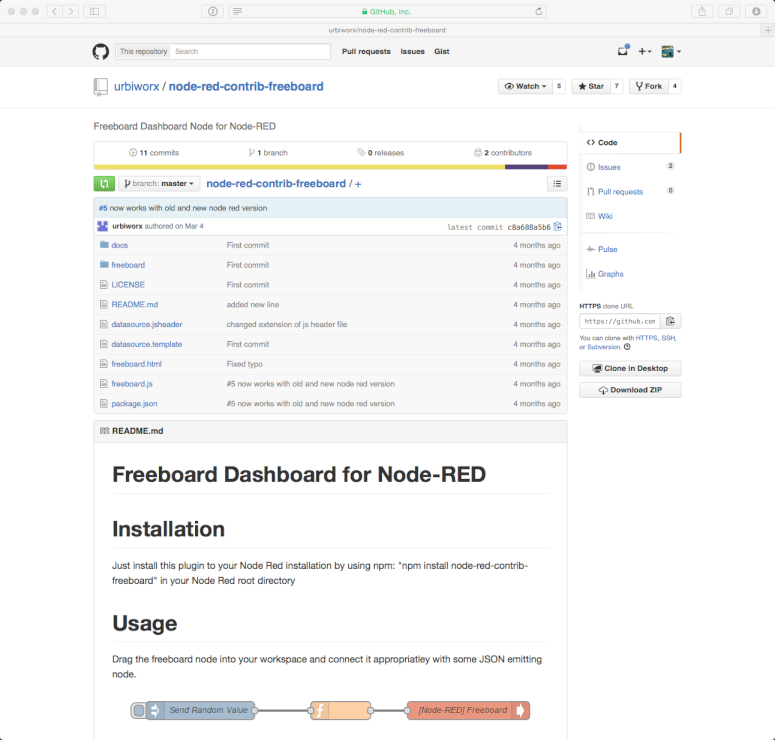 GitHub, Inc.
urbiworx/node-red-contrib-freeboard
This repository Search Pull requests Issues Gist
urbiworx / node-red-contrib-freeboard Watch 5 Star 7 Fork 4
Freeboard Dashboard Node for Node-RED
11 commits 1 branch 0 releases 2 contributors
branch: master node-red-contrib-freeboard / +
#5 now works with old and new node red version
urbiworx authored on Mar 4 latest commit c8a688a5b6
docs First commit 4 months ago
freeboard First commit 4 months ago
LICENSE First commit 4 months ago
README.md added new line 4 months ago
datasource.jsheader changed extension of js header file 4 months ago
datasource.template First commit 4 months ago
freeboard.html Fixed typo 4 months ago
freeboard.js #5 now works with old and new node red version 4 months ago
package.json #5 now works with old and new node red version 4 months ago
Code
Issues 2
Pull requests 0
Wiki
Pulse
Graphs
HTTPS clone URL
https://github.con
You can clone with HTTPS, SSH,
or Subversion.
Clone in Desktop
Download ZIP
README.md
Freeboard Dashboard for Node-RED
Installation
Just install this plugin to your Node Red installation by using npm: "npm install node-red-contrib-
freeboard" in your Node Red root directory
Usage
Drag the freeboard node into your workspace and connect it appropriatley with some JSON emitting
node.
Send Random Value f [Node-RED] Freeboard